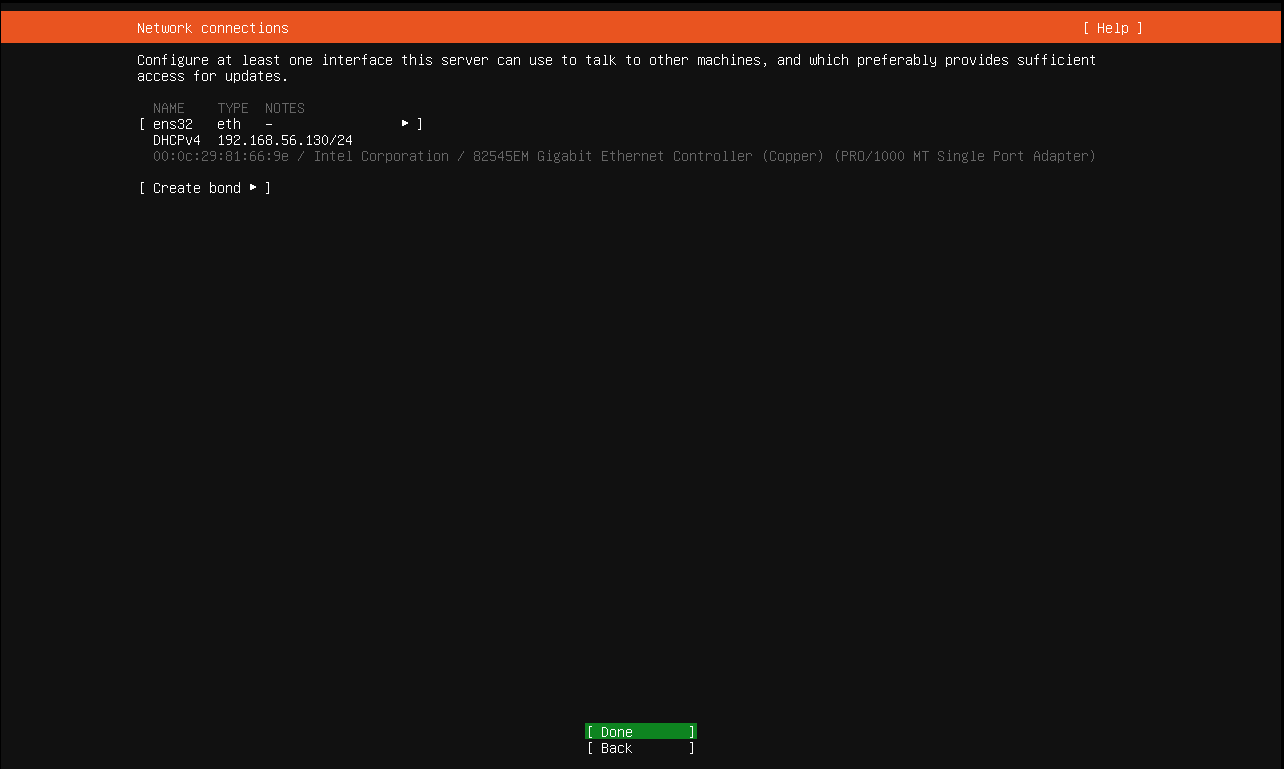 Network connections [ Help ]
Configure at least one interface this server can use to talk to other machines, and which preferably provides sufficient
access for updates.
NAME TYPE NOTES
[ ens32 eth - ▸ ]
DHCPv4 192.168.56.130/24
00:0c:29:81:66:9e / Intel Corporation / 82545EM Gigabit Ethernet Controller (Copper) (PRO/1000 MT Single Port Adapter)
[ Create bond ▸ ]
[ Done ]
[ Back ]